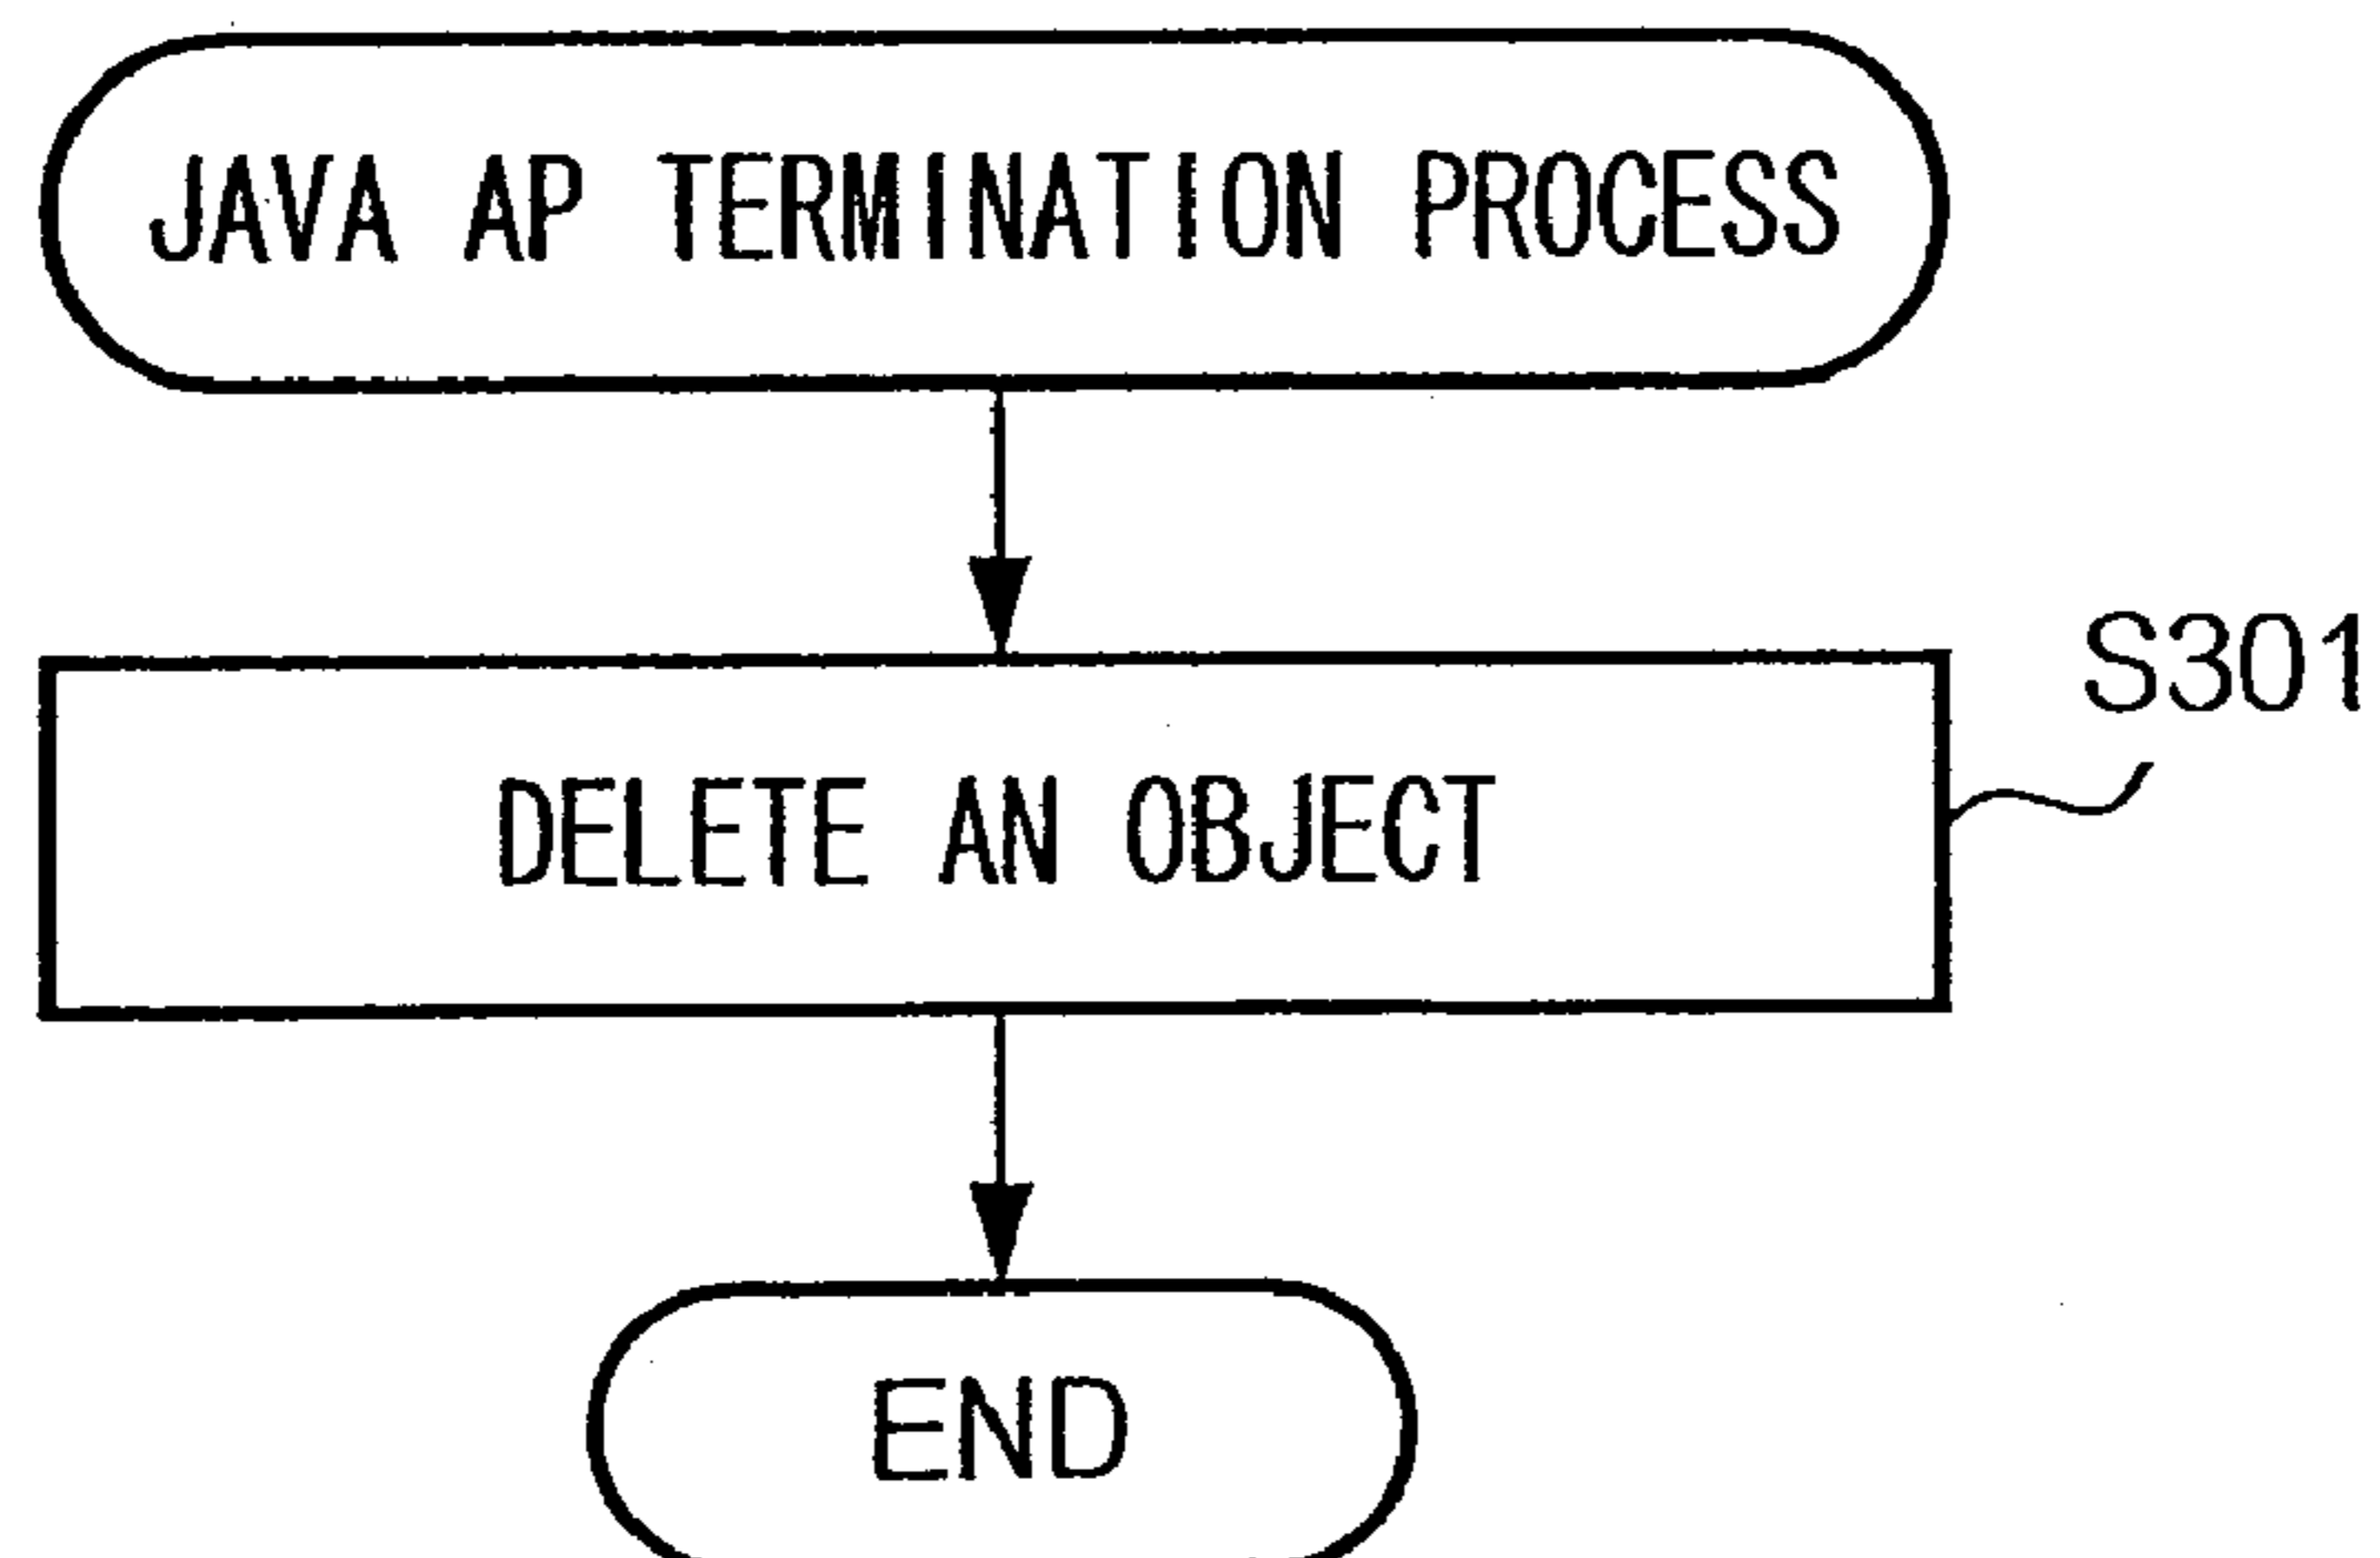 JAVA AP TERMINATION PROCESS
S301
DELETE AN OBJECT
END